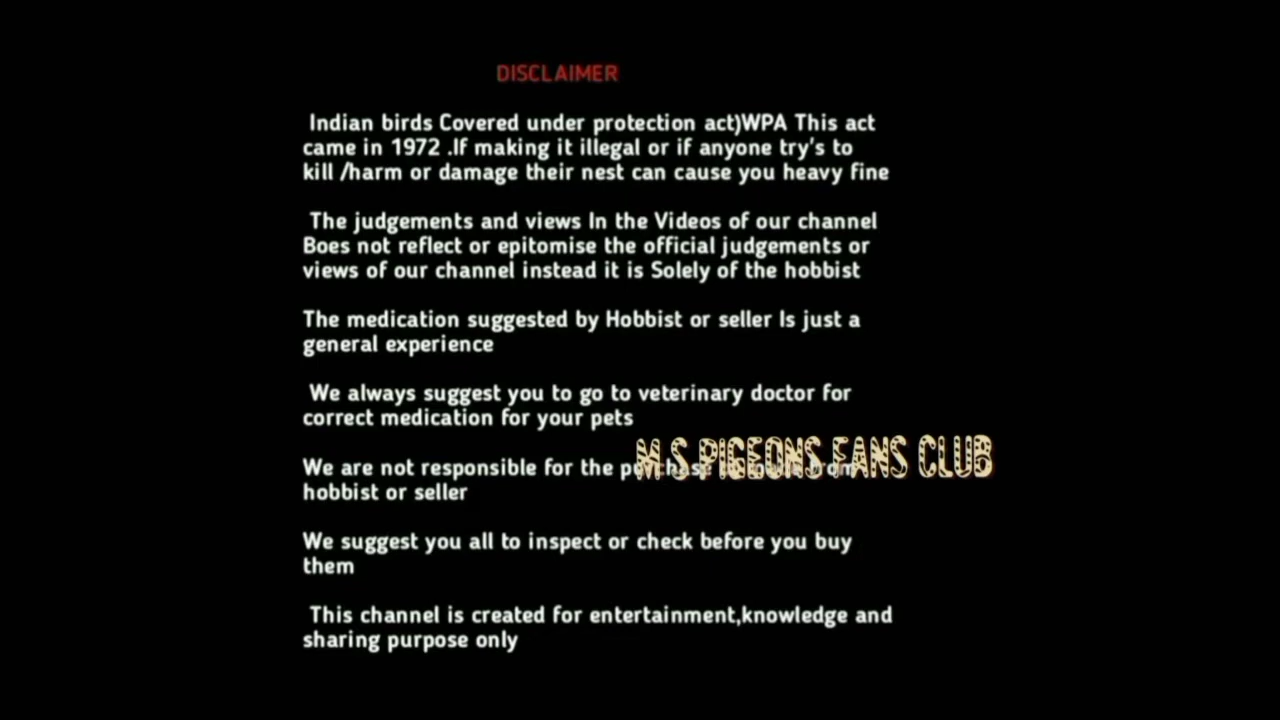 DISCLAIMER
Indian birds Covered under protection act)WPA This act
came in 1972 .If making it illegal or if anyone try's to
kill /harm or damage their nest can cause you heavy fine
The judgements and views In the Videos of our channel
Boes not reflect or epitomise the official judgements or
views of our channel instead it is Solely of the hobbist
The medication suggested by Hobbist or seller Is just a
general experience
We always suggest you to go to veterinary doctor for
correct medication for your pets
We are not responsible for the purchase from
M.S.PIGEONS FANS CLUB
hobbist or seller
We suggest you all to inspect or check before you buy
them
This channel is created for entertainment,knowledge and
sharing purpose only